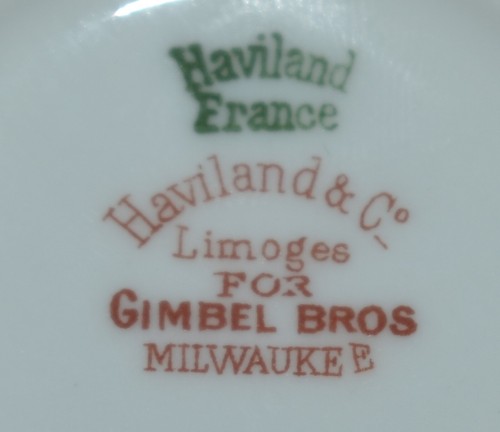 Haviland
France
Haviland & Co.
Limoges
FOR
GIMBEL BROS
MILWAUKEE